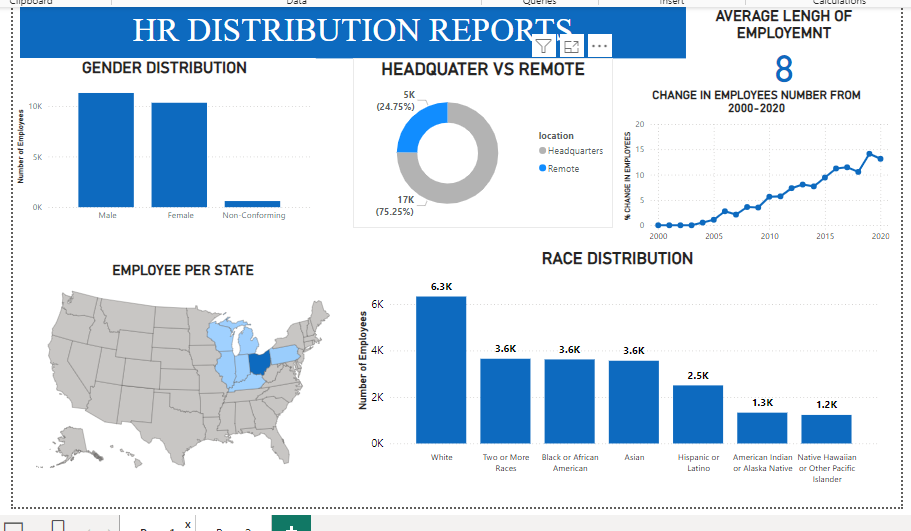 Clipboard
Data
Queries
Insert
Calculations
HR DISTRIBUTION REPORTS
AVERAGE LENGH OF
EMPLOYEMNT
8
GENDER DISTRIBUTION
Number of Employees
10K
5K
0K
Male
Female
Non-Conforming
HEADQUATER VS REMOTE
5K
(24.75%)
17K
(75.25%)
location
Headquarters
Remote
CHANGE IN EMPLOYEES NUMBER FROM
2000-2020
% CHANGE IN EMPLOYEES
20
15
10
5
0
2000
2005
2010
2015
2020
EMPLOYEE PER STATE
RACE DISTRIBUTION
Number of Employees
6K
4K
2K
0K
6.3K
3.6K
3.6K
3.6K
2.5K
1.3K
1.2K
White
Two or More
Races
Black or African
American
Asian
Hispanic or
Latino
American Indian
or Alaska Native
Native Hawaiian
or Other Pacific
Islander
x